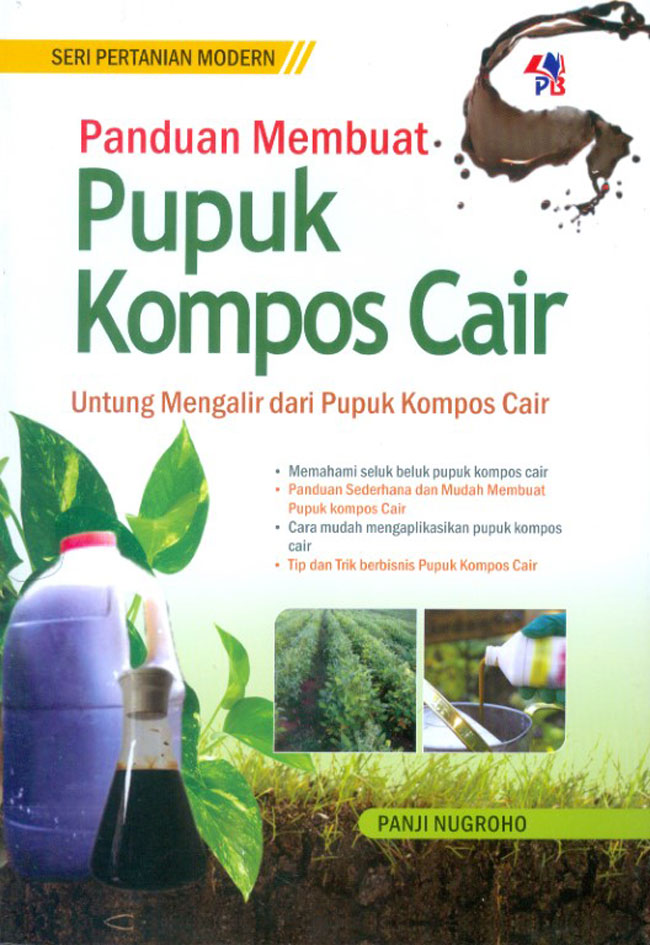 SERI PERTANIAN MODERN
PB
Panduan Membuat
Pupuk
Kompos Cair
Untung Mengalir dari Pupuk Kompos Cair
• Memahami seluk beluk pupuk kompos cair
• Panduan Sederhana dan Mudah Membuat
Pupuk kompos Cair
• Cara mudah mengaplikasikan pupuk kompos
cair
• Tip dan Trik berbisnis Pupuk Kompos Cair
PANJI NUGROHO